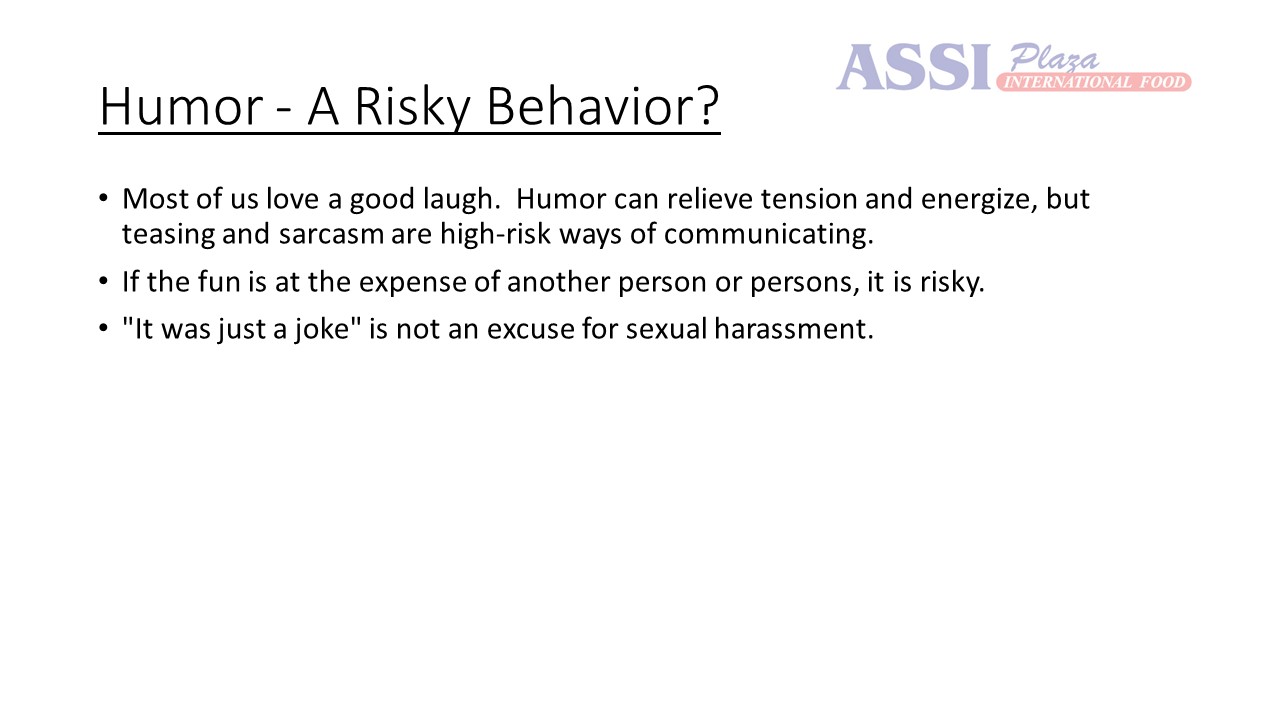 ASSI Plaza
INTERNATIONAL FOOD
Humor - A Risky Behavior?
• Most of us love a good laugh.  Humor can relieve tension and energize, but
teasing and sarcasm are high-risk ways of communicating.
• If the fun is at the expense of another person or persons, it is risky.
• "It was just a joke" is not an excuse for sexual harassment.